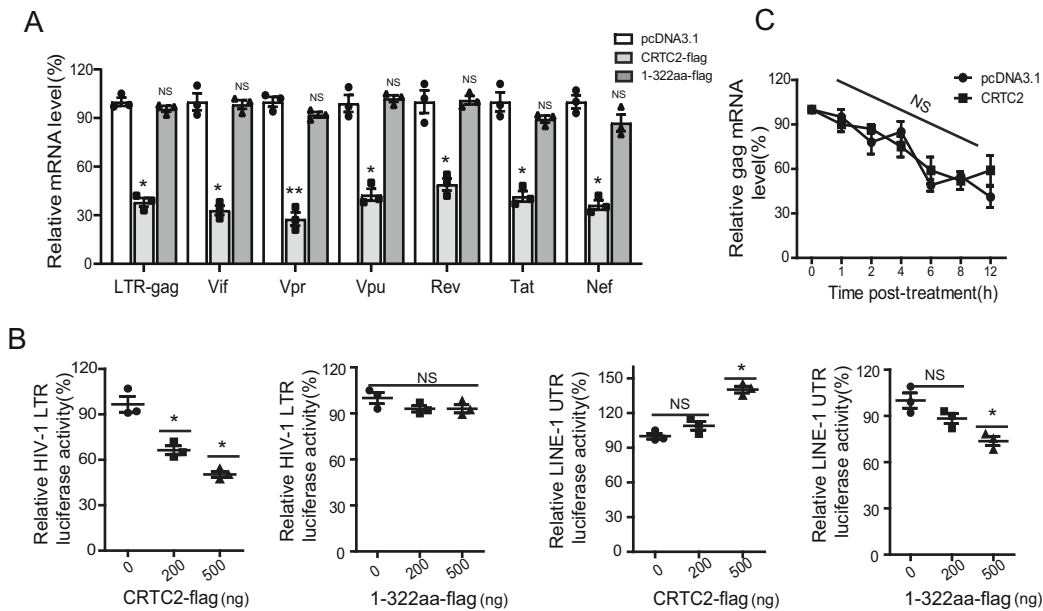 A
pcDNA3.1
CRTC2-flag
1-322aa-flag
Relative mRNA level(%)
120
90
60
30
0
NS NS NS NS NS NS NS
* * ** * * * *
LTR-gag Vif Vpr Vpu Rev Tat Nef
C
pcDNA3.1
CRTC2
Relative gag mRNA
level(%)
120
90
60
30
0
NS
0 1 2 4 6 8 12
Time post-treatment(h)
B
Relative HIV-1 LTR
luciferase activity(%)
120
90
60
30
0
*
*
0 200 500
CRTC2-flag (ng)
Relative HIV-1 LTR
luciferase activity(%)
120
90
60
30
0
NS
0 200 500
1-322aa-flag (ng)
Relative LINE-1 UTR
luciferase activity(%)
150
100
50
0
NS
*
0 200 500
CRTC2-flag (ng)
Relative LINE-1 UTR
luciferase activity(%)
120
90
60
30
0
NS
*
0 200 500
1-322aa-flag (ng)